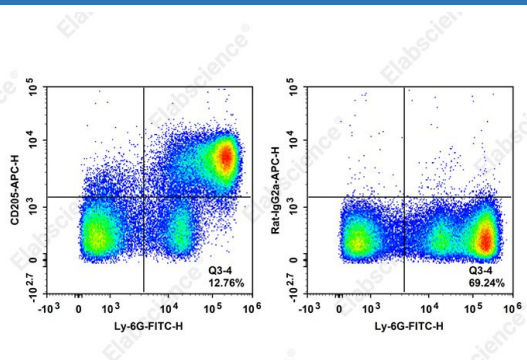 Elabscience®
10^5
10^4
10^3
0
-10^2.7
CD205-APC-H
Q3-4
12.76%
-10^3 0 10^3 10^4 10^5 10^6
Ly-6G-FITC-H
10^5
10^4
10^3
0
-10^2.7
Rat-IgG2a-APC-H
Q3-4
69.24%
-10^3 0 10^3 10^4 10^5 10^6
Ly-6G-FITC-H